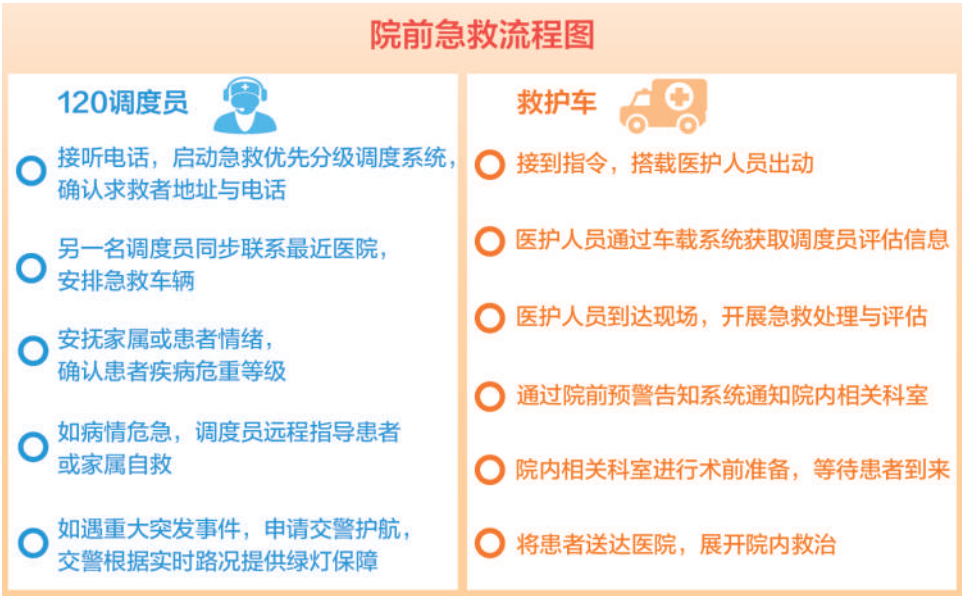 院前急救流程图
120调度员
接听电话，启动急救优先分级调度系统，
确认求救者地址与电话
另一名调度员同步联系最近医院，
安排急救车辆
安抚家属或患者情绪，
确认患者疾病危重等级
如病情危急，调度员远程指导患者
或家属自救
如遇重大突发事件，申请交警护航，
交警根据实时路况提供绿灯保障
救护车
接到指令，搭载医护人员出动
医护人员通过车载系统获取调度员评估信息
医护人员到达现场，开展急救处理与评估
通过院前预警告知系统通知院内相关科室
院内相关科室进行术前准备，等待患者到来
将患者送达医院，展开院内救治